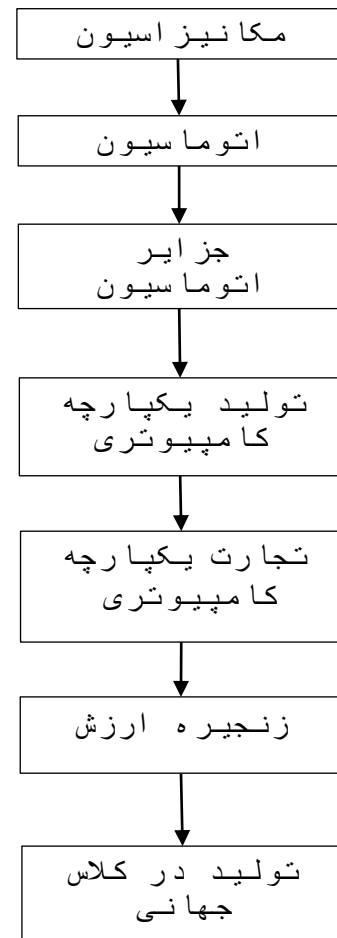 مکانیزاسیون
اتوماسیون
جزایر
اتوماسیون
تولید یکپارچه
کامپیوتری
تجارت یکپارچه
کامپیوتری
زنجیره ارزش
تولید در کلاس
جهانی